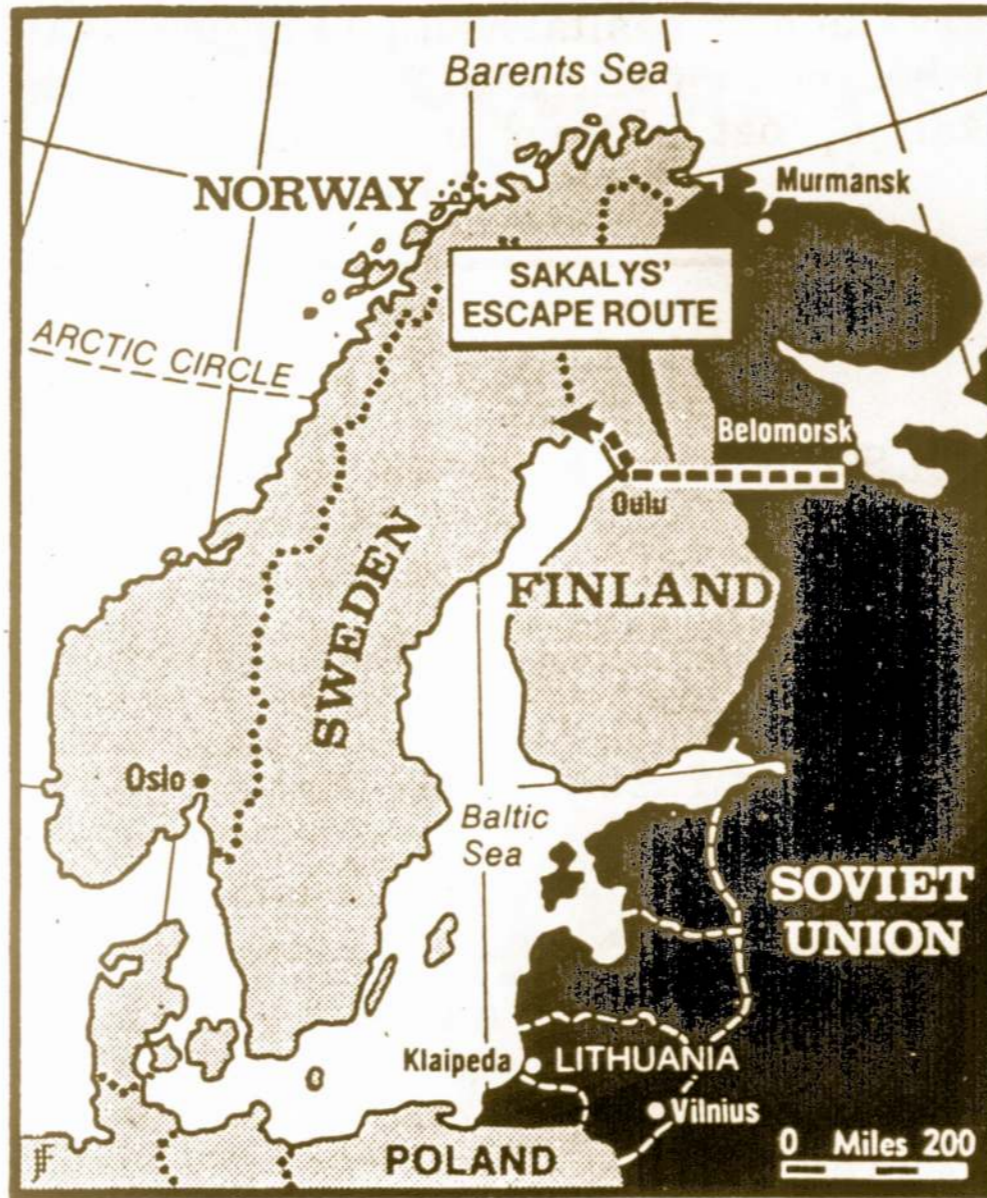 Barents Sea
NORWAY
Murmansk
SAKALYS'
ESCAPE ROUTE
ARCTIC CIRCLE
Belomorsk
Oulu
SWEDEN
FINLAND
Oslo
Baltic
Sea
SOVIET
UNION
Klaipeda
LITHUANIA
Vilnius
POLAND
0 Miles 200